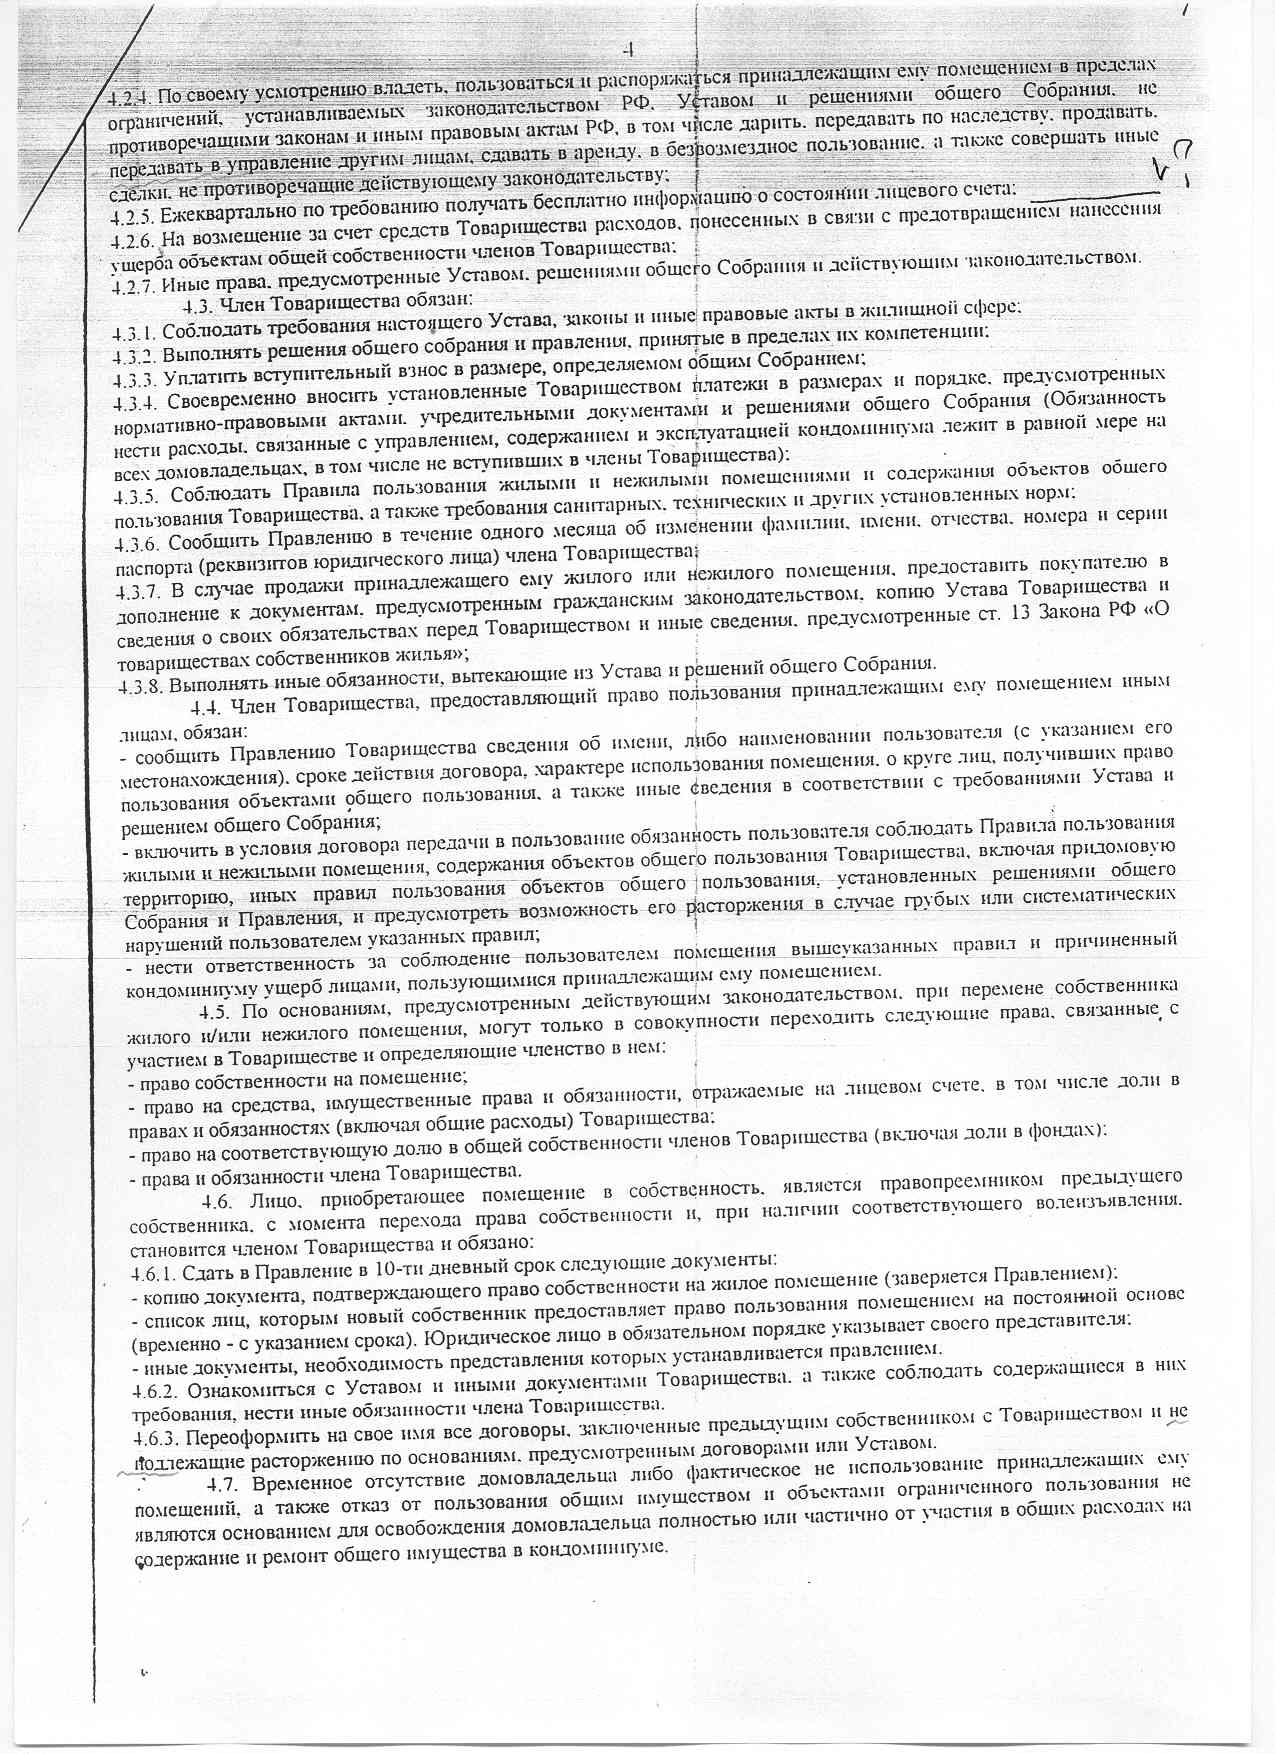 4
4.2.4. По своему усмотрению владеть, пользоваться и распоряжаться принадлежащим ему помещением в пределах
ограничений, устанавливаемых законодательством РФ, Уставом и решениями общего Собрания, не
противоречащими законам и иным правовым актам РФ, в том числе дарить, передавать по наследству, продавать,
передавать в управление другим лицам, сдавать в аренду, в безвозмездное пользование, а также совершать иные
сделки, не противоречащие действующему законодательству;
4.2.5. Ежеквартально по требованию получать бесплатно информацию о состоянии лицевого счета;
4.2.6. На возмещение за счет средств Товарищества расходов, понесенных в связи с предотвращением нанесения
ущерба объектам общей собственности членов Товарищества;
4.2.7. Иные права, предусмотренные Уставом, решениями общего Собрания и действующим законодательством.
4.3. Член Товарищества обязан:
4.3.1. Соблюдать требования настоящего Устава, законы и иные правовые акты в жилищной сфере;
4.3.2. Выполнять решения общего собрания и правления, принятые в пределах их компетенции;
4.3.3. Уплатить вступительный взнос в размере, определяемом общим Собранием;
4.3.4. Своевременно вносить установленные Товариществом платежи в размерах и порядке, предусмотренных
нормативно-правовыми актами, учредительными документами и решениями общего Собрания (Обязанность
нести расходы, связанные с управлением, содержанием и эксплуатацией кондоминиума лежит в равной мере на
всех домовладельцах, в том числе не вступивших в члены Товарищества);
4.3.5. Соблюдать Правила пользования жилыми и нежилыми помещениями и содержания объектов общего
пользования Товарищества, а также требования санитарных, технических и других установленных норм;
4.3.6. Сообщить Правлению в течение одного месяца об изменении фамилии, имени, отчества, номера и серии
паспорта (реквизитов юридического лица) члена Товарищества;
4.3.7. В случае продажи принадлежащего ему жилого или нежилого помещения, предоставить покупателю в
дополнение к документам, предусмотренным гражданским законодательством, копию Устава Товарищества и
сведения о своих обязательствах перед Товариществом и иные сведения, предусмотренные ст. 13 Закона РФ «О
товариществах собственников жилья»;
4.3.8. Выполнять иные обязанности, вытекающие из Устава и решений общего Собрания.
4.4. Член Товарищества, предоставляющий право пользования принадлежащим ему помещением иным
лицам, обязан:
- сообщить Правлению Товарищества сведения об имени, либо наименовании пользователя (с указанием его
местонахождения), сроке действия договора, характере использования помещения, о круге лиц, получивших право
пользования объектами общего пользования, а также иные сведения в соответствии с требованиями Устава и
решением общего Собрания;
- включить в условия договора передачи в пользование обязанность пользователя соблюдать Правила пользования
жилыми и нежилыми помещения, содержания объектов общего пользования Товарищества, включая придомовую
территорию, иных правил пользования объектов общего пользования, установленных решениями общего
Собрания и Правления, и предусмотреть возможность его расторжения в случае грубых или систематических
нарушений пользователем указанных правил;
- нести ответственность за соблюдение пользователем помещения вышеуказанных правил и причиненный
кондоминиуму ущерб лицами, пользующимися принадлежащим ему помещением.
4.5. По основаниям, предусмотренным действующим законодательством, при перемене собственника
жилого и/или нежилого помещения, могут только в совокупности переходить следующие права, связанные с
участием в Товариществе и определяющие членство в нем:
- право собственности на помещение;
- право на средства, имущественные права и обязанности, отражаемые на лицевом счете, в том числе доли в
правах и обязанностях (включая общие расходы) Товарищества;
- право на соответствующую долю в общей собственности членов Товарищества (включая доли в фондах);
- права и обязанности члена Товарищества.
4.6. Лицо, приобретающее помещение в собственность, является правопреемником предыдущего
собственника, с момента перехода права собственности и, при наличии соответствующего волеизъявления,
становится членом Товарищества и обязано:
4.6.1. Сдать в Правление в 10-ти дневный срок следующие документы:
- копию документа, подтверждающего право собственности на жилое помещение (заверяется Правлением);
- список лиц, которым новый собственник предоставляет право пользования помещением на постоянной основе
(временно - с указанием срока). Юридическое лицо в обязательном порядке указывает своего представителя;
- иные документы, необходимость представления которых устанавливается правлением.
4.6.2. Ознакомиться с Уставом и иными документами Товарищества, а также соблюдать содержащиеся в них
требования, нести иные обязанности члена Товарищества.
4.6.3. Переоформить на свое имя все договоры, заключенные предыдущим собственником с Товариществом и не
подлежащие расторжению по основаниям, предусмотренным договорами или Уставом.
4.7. Временное отсутствие домовладельца либо фактическое не использование принадлежащих ему
помещений, а также отказ от пользования общим имуществом и объектами ограниченного пользования не
являются основанием для освобождения домовладельца полностью или частично от участия в общих расходах на
содержание и ремонт общего имущества в кондоминиуме.